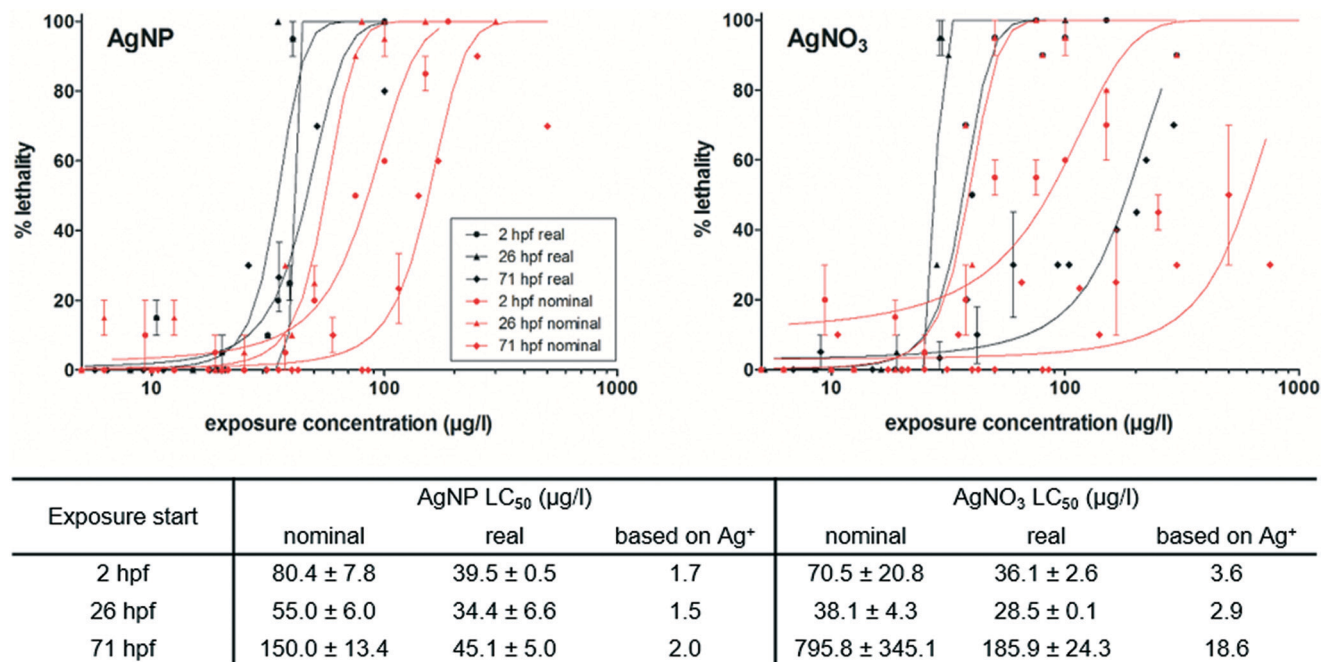 AgNP
% lethality
100
80
60
40
20
0
10
100
1000
exposure concentration (µg/l)
2 hpf real
26 hpf real
71 hpf real
2 hpf nominal
26 hpf nominal
71 hpf nominal
AgNO₃
% lethality
100
80
60
40
20
0
10
100
1000
exposure concentration (µg/l)
Exposure start AgNP LC₅₀ (µg/l) AgNO₃ LC₅₀ (µg/l)
nominal real based on Ag⁺ nominal real based on Ag⁺
2 hpf 80.4 ± 7.8 39.5 ± 0.5 1.7 70.5 ± 20.8 36.1 ± 2.6 3.6
26 hpf 55.0 ± 6.0 34.4 ± 6.6 1.5 38.1 ± 4.3 28.5 ± 0.1 2.9
71 hpf 150.0 ± 13.4 45.1 ± 5.0 2.0 795.8 ± 345.1 185.9 ± 24.3 18.6